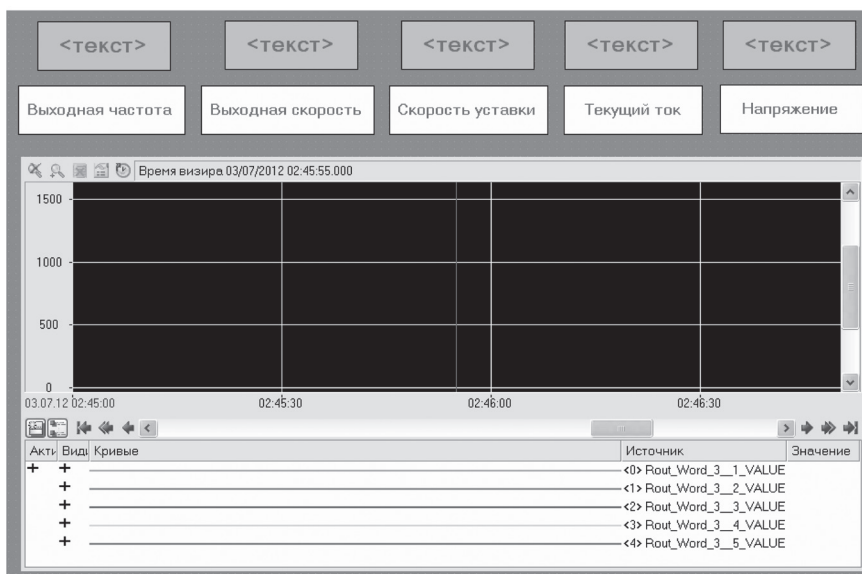 <текст> <текст> <текст> <текст> <текст>
Выходная частота Выходная скорость Скорость уставки Текущий ток Напряжение
Время визира 03/07/2012 02:45:55.000
1500
1000
500
0
03.07.12 02:45:00 02:45:30 02:46:00 02:46:30
Акти Види Кривые Источник Значение
<0> Rout_Word_3__1_VALUE
<1> Rout_Word_3__2_VALUE
<2> Rout_Word_3__3_VALUE
<3> Rout_Word_3__4_VALUE
<4> Rout_Word_3__5_VALUE